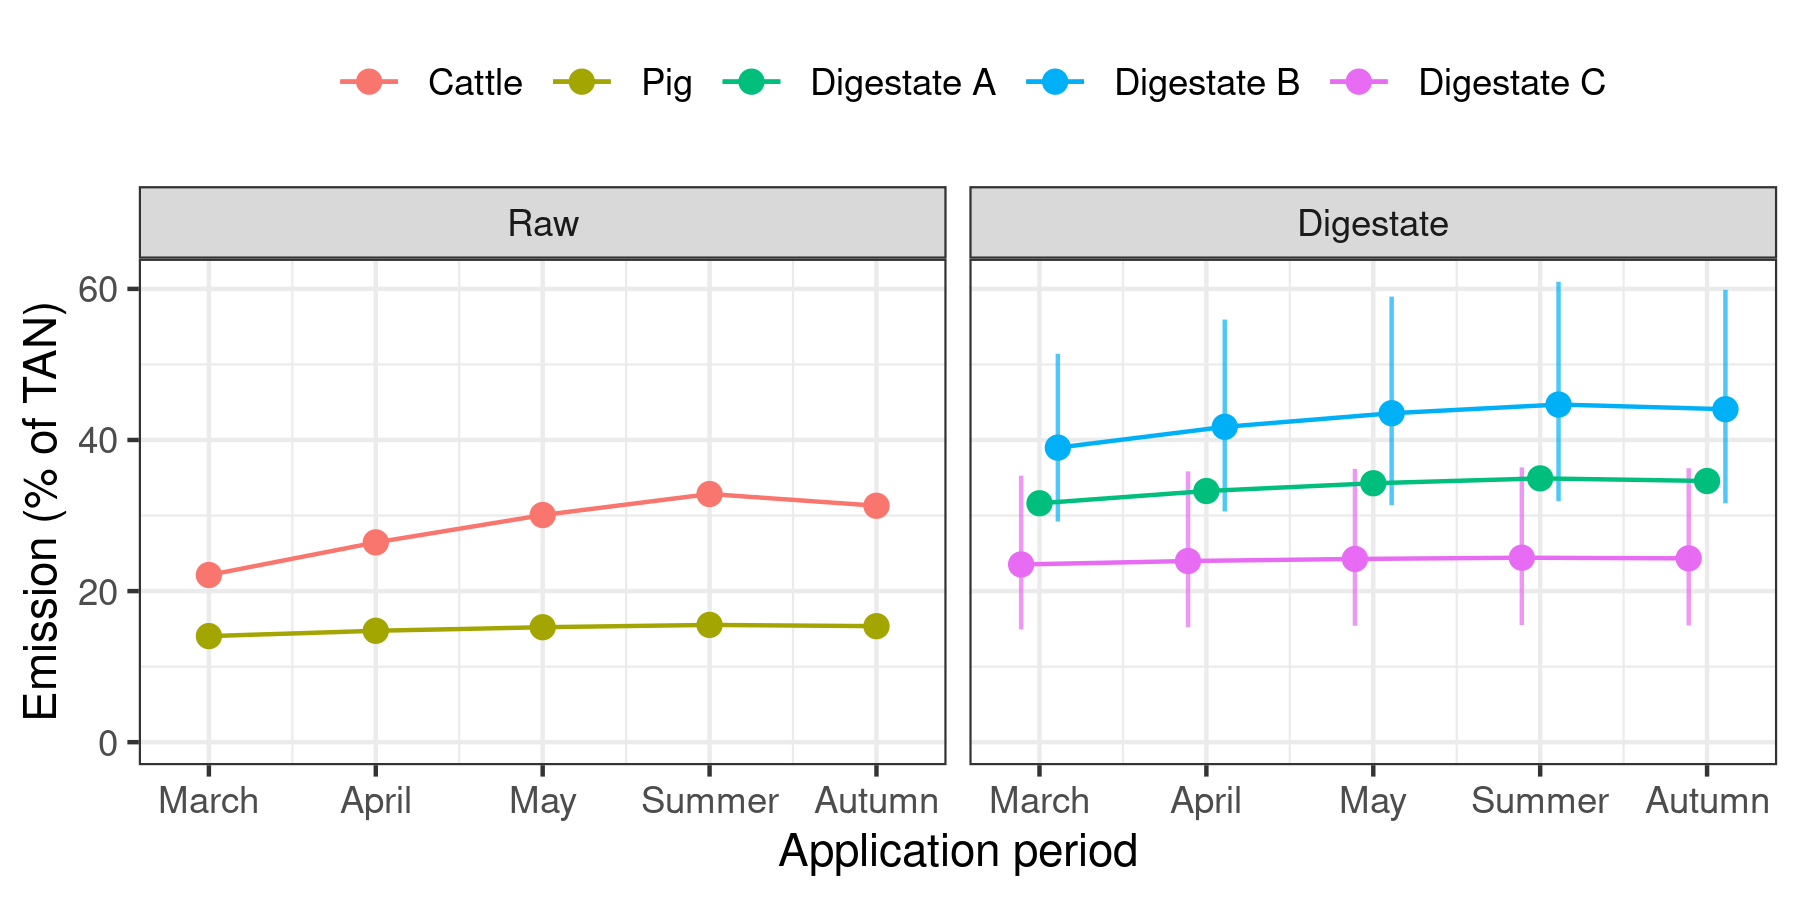 Cattle Pig Digestate A Digestate B Digestate C
Raw Digestate
Emission (% of TAN)
60
40
20
0
March April May Summer Autumn March April May Summer Autumn
Application period